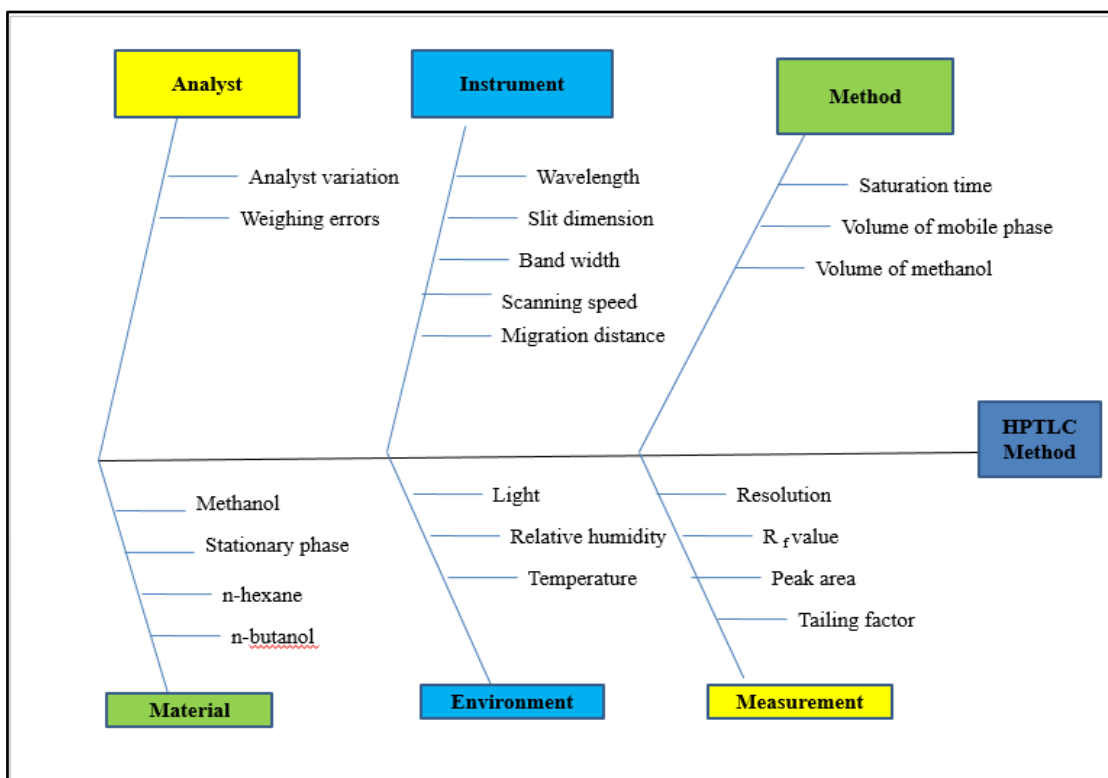 Analyst
Instrument
Method
Analyst variation
Weighing errors
Wavelength
Slit dimension
Band width
Scanning speed
Migration distance
Saturation time
Volume of mobile phase
Volume of methanol
HPTLC
Method
Methanol
Stationary phase
n-hexane
n-butanol
Light
Relative humidity
Temperature
Resolution
R f value
Peak area
Tailing factor
Material
Environment
Measurement